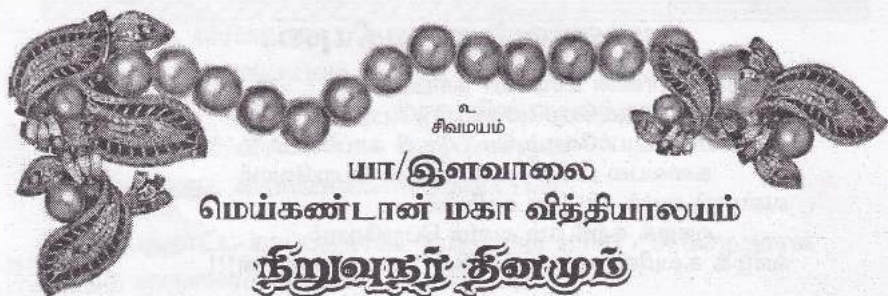 உ
சிவமயம்
யா/இளவாலை
மெய்கண்டான் மகா வித்தியாலயம்
நிறுவுநர் தினமும்